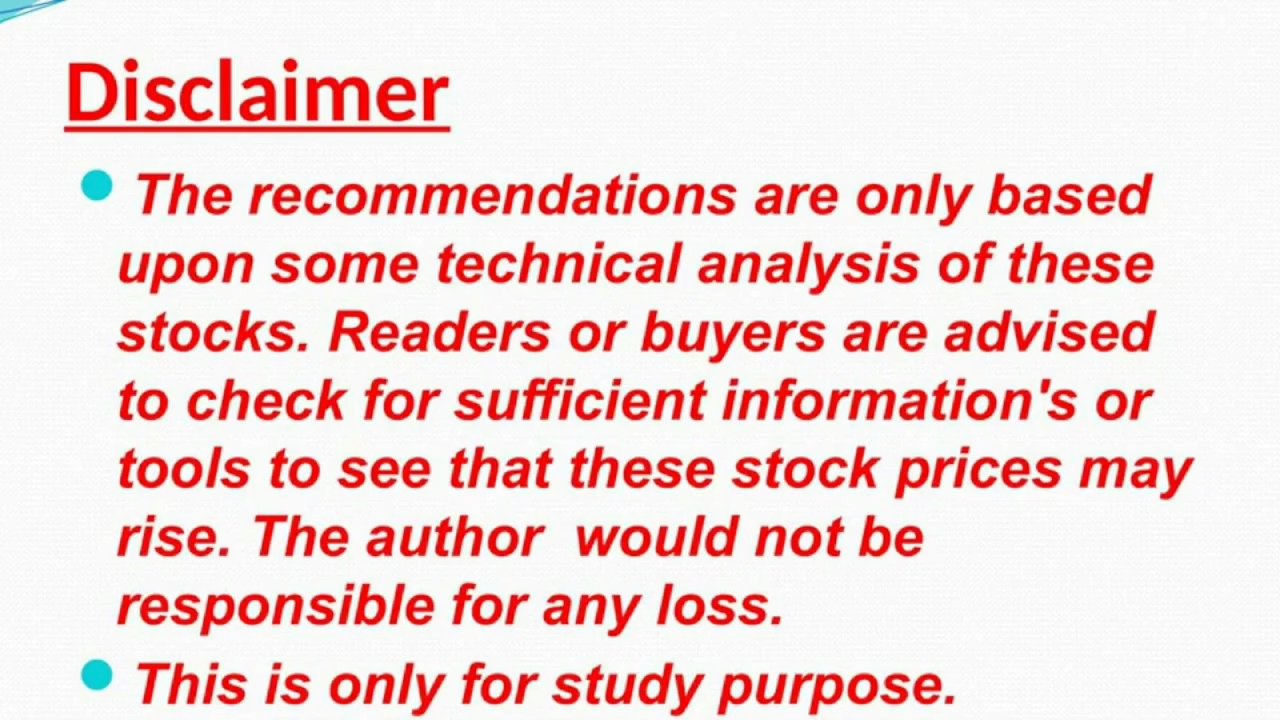 Disclaimer
The recommendations are only based
upon some technical analysis of these
stocks. Readers or buyers are advised
to check for sufficient information's or
tools to see that these stock prices may
rise. The author  would not be
responsible for any loss.
This is only for study purpose.